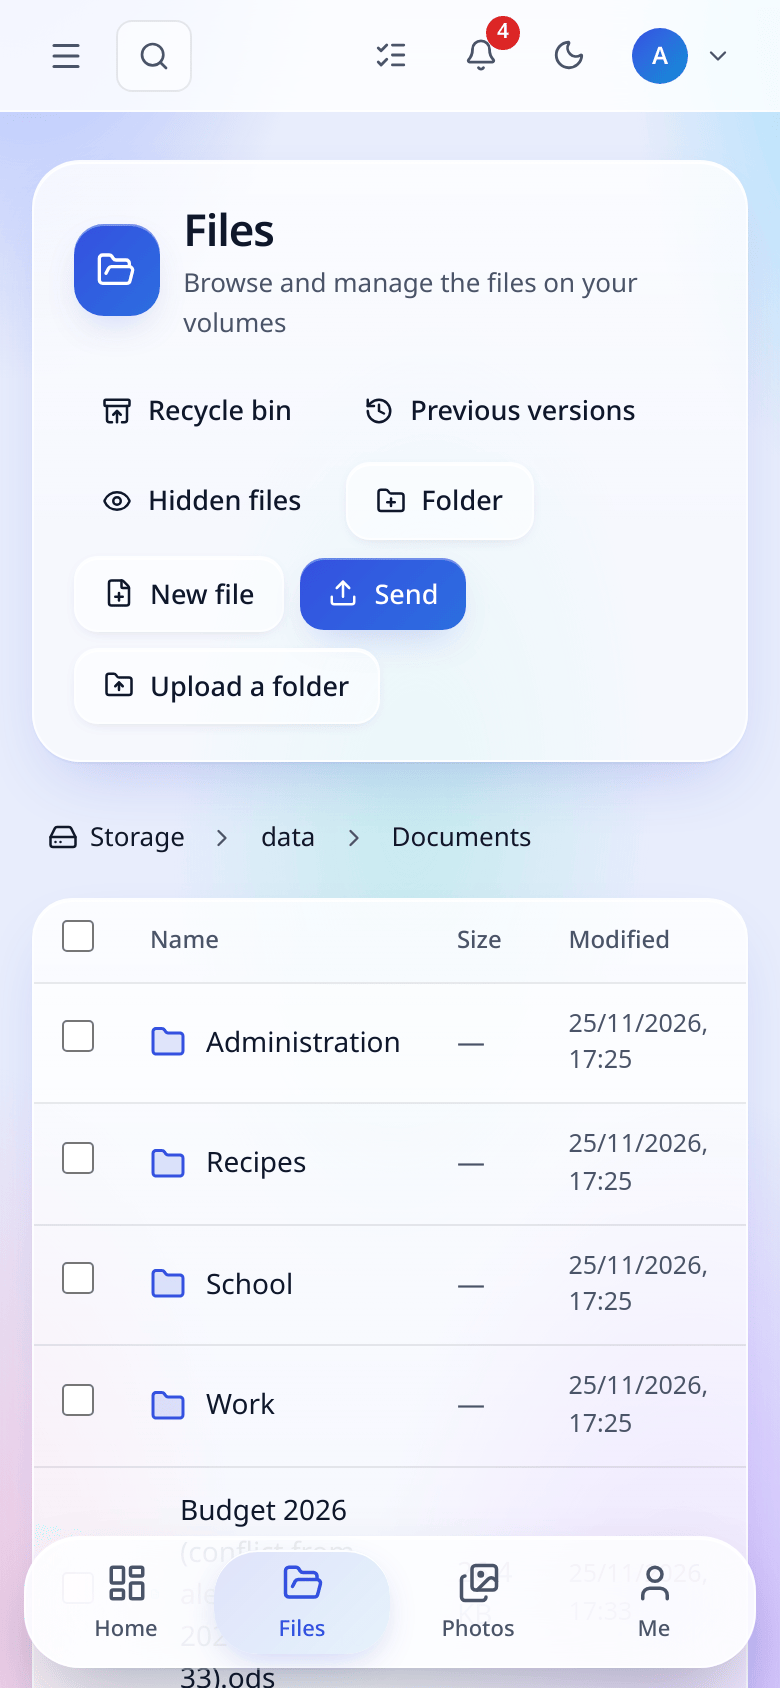 4
A
Files
Browse and manage the files on your
volumes
Recycle bin
Previous versions
Hidden files
Folder
New file
Send
Upload a folder
Storage
data
Documents
Name Size Modified
Administration — 25/11/2026,
17:25
Recipes — 25/11/2026,
17:25
School — 25/11/2026,
17:25
Work — 25/11/2026,
17:25
Budget 2026
(conflict from
33).ods
Home
Files
Photos
Me